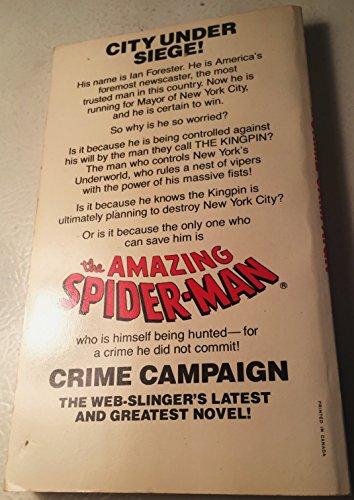 CITY UNDER
SIEGE!
His name is Ian Forester. He is America's
foremost newscaster, the most
trusted man in this country. Now he is
running for Mayor of New York City,
and he is certain to win.
So why is he so worried?
Is it because he is being controlled against
his will by the man they call THE KINGPIN?
The man who controls New York's
Underworld, who rules a nest of vipers
with the power of his massive fists!
Is it because he knows the Kingpin is
ultimately planning to destroy New York City?
Or is it because the only one who
can save him is
the AMAZING
SPIDER-MAN®
who is himself being hunted—for
a crime he did not commit!
CRIME CAMPAIGN
THE WEB-SLINGER'S LATEST
AND GREATEST NOVEL!
PRINTED IN CANADA